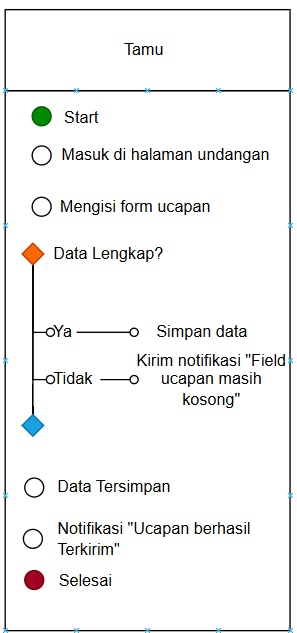 Tamu
Start
Masuk di halaman undangan
Mengisi form ucapan
Data Lengkap?
Ya
Simpan data
Tidak
Kirim notifikasi "Field
ucapan masih
kosong"
Data Tersimpan
Notifikasi "Ucapan berhasil
Terkirim"
Selesai